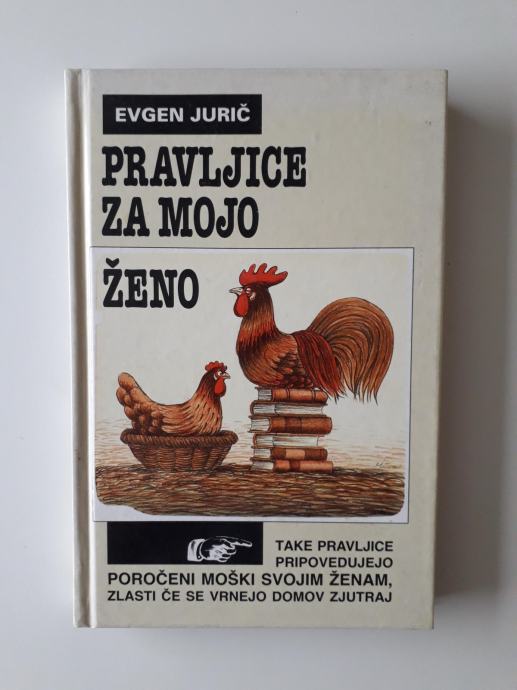 EVGEN JURIČ
PRAVLJICE
ZA MOJO
ŽENO
TAKE PRAVLJICE
PRIPOVEDUJEJO
POROČENI MOŠKI SVOJIM ŽENAM,
ZLASTI ČE SE VRNEJO DOMOV ZJUTRAJ